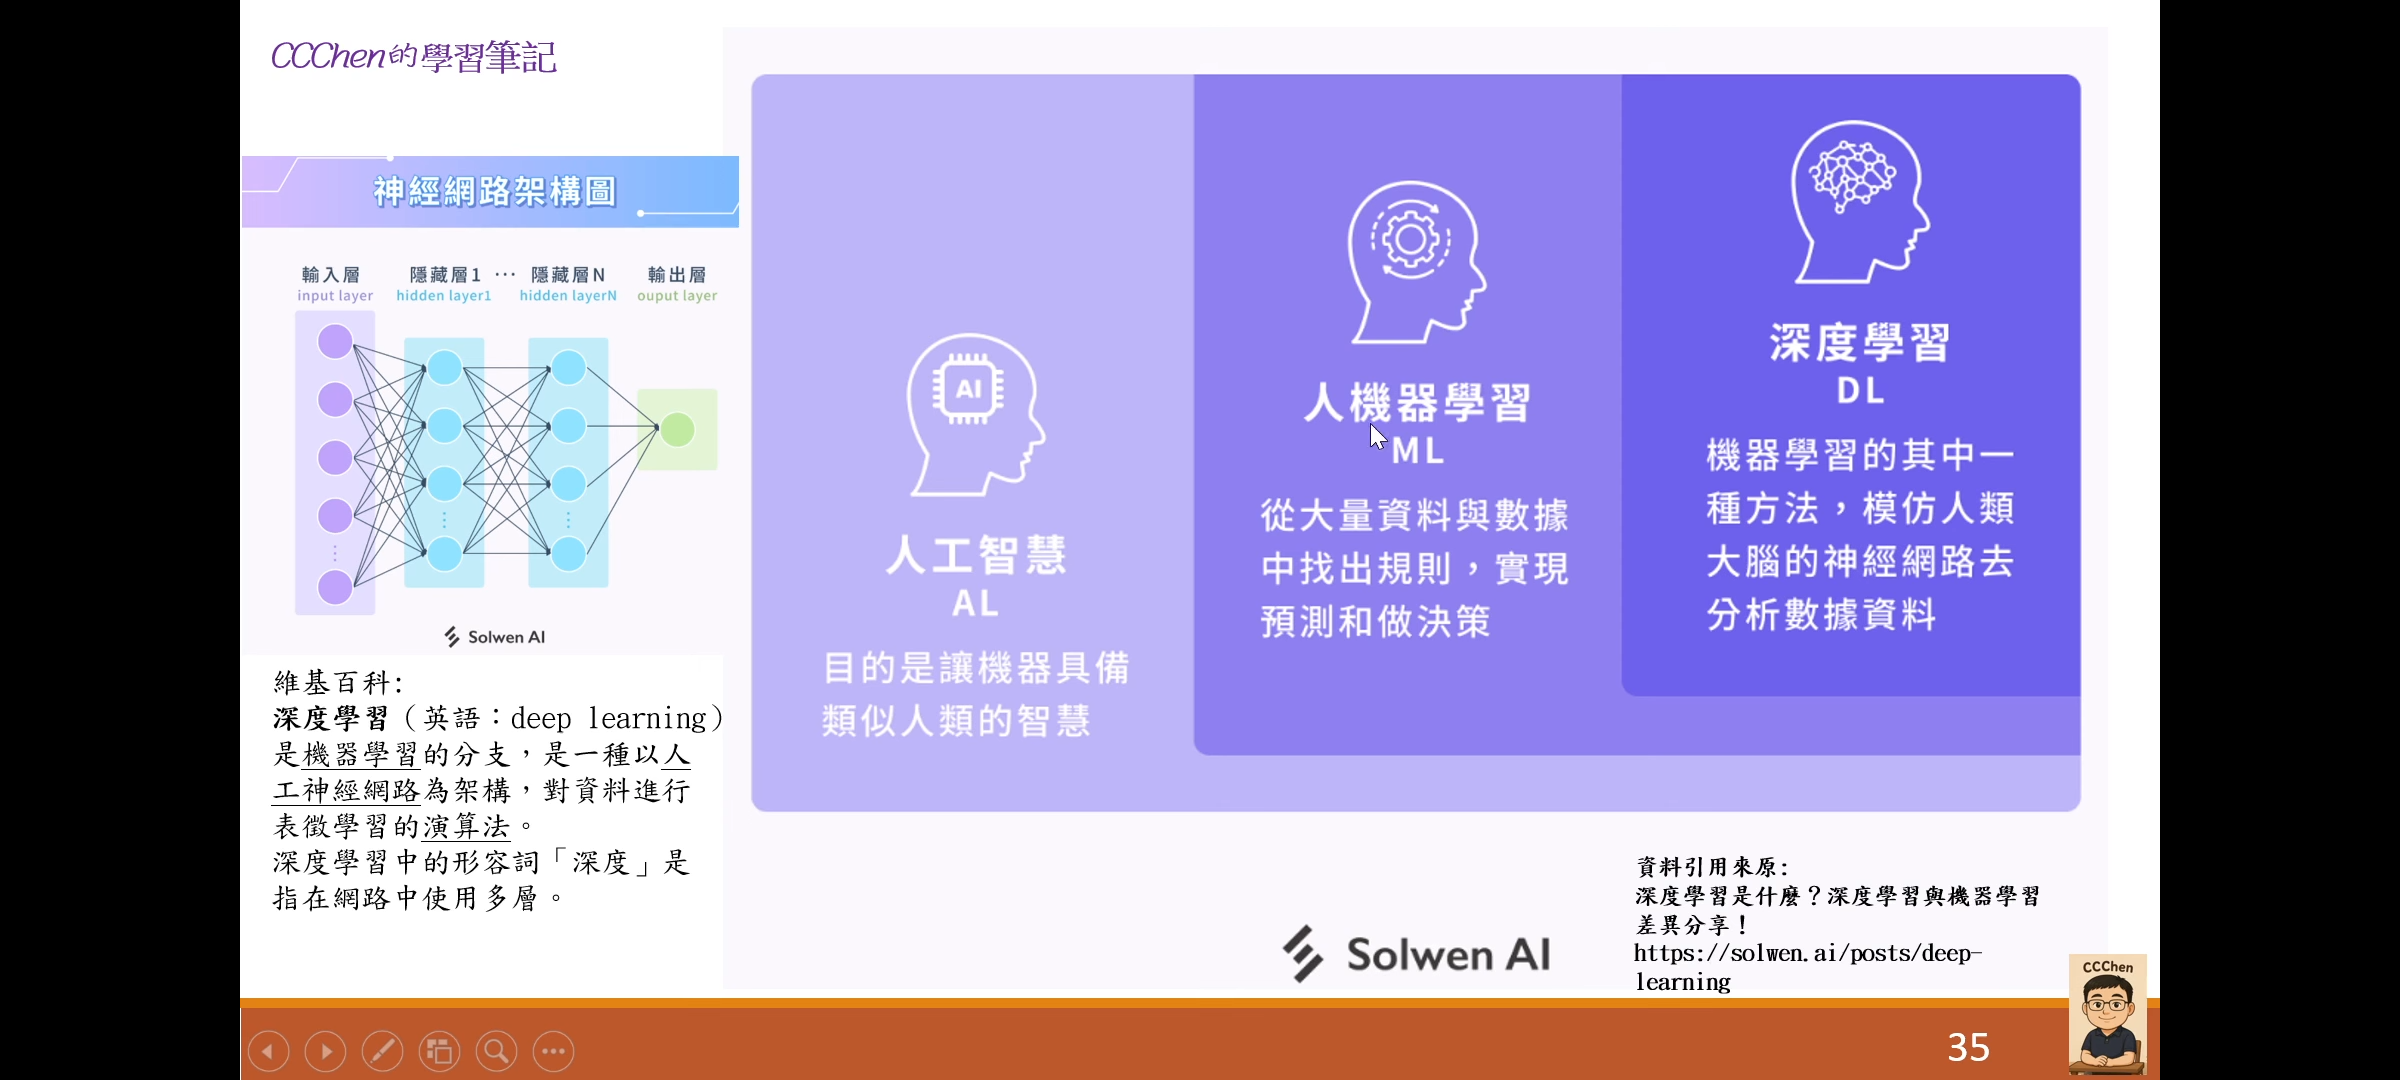 CCChen的學習筆記
神經網路架構圖
輸入層 隱藏層1 ··· 隱藏層N 輸出層
input layer hidden layer1 hidden layerN ouput layer
Solwen AI
維基百科:
深度學習（英語：deep learning）
是機器學習的分支，是一種以人
工神經網路為架構，對資料進行
表徵學習的演算法。
深度學習中的形容詞「深度」是
指在網路中使用多層。
AI
人工智慧
AL
目的是讓機器具備
類似人類的智慧
人機器學習
ML
從大量資料與數據
中找出規則，實現
預測和做決策
深度學習
DL
機器學習的其中一
種方法，模仿人類
大腦的神經網路去
分析數據資料
Solwen AI
資料引用來原:
深度學習是什麼？深度學習與機器學習
差異分享！
https://solwen.ai/posts/deep-
learning
CCChen
35